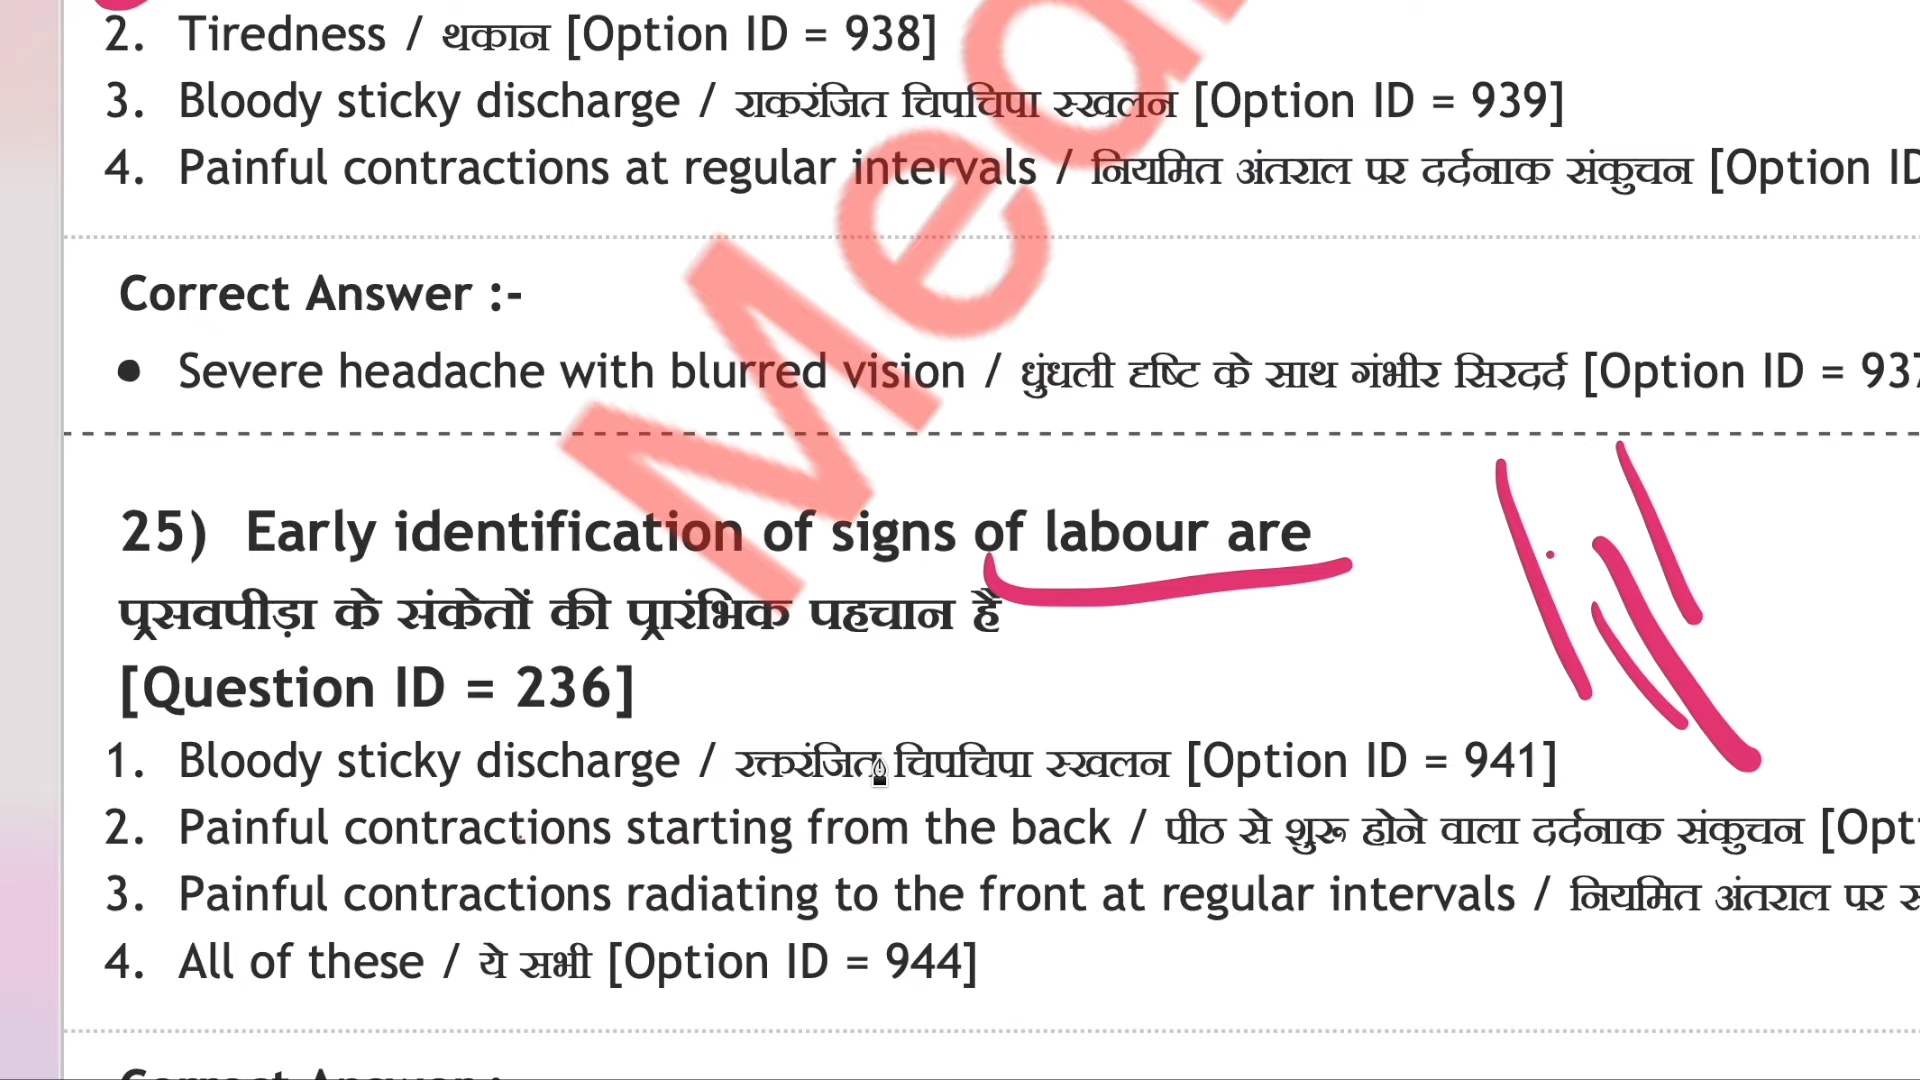 2. Tiredness / थकान [Option ID = 938]
3. Bloody sticky discharge / राकरंजित चिपचिपा स्खलन [Option ID = 939]
4. Painful contractions at regular intervals / नियमित अंतराल पर दर्दनाक संकुचन [Option ID
Correct Answer :-
• Severe headache with blurred vision / धुंधली दृष्टि के साथ गंभीर सिरदर्द [Option ID = 937
25) Early identification of signs of labour are
प्रसवपीड़ा के संकेतों की प्रारंभिक पहचान हैं
[Question ID = 236]
1. Bloody sticky discharge / रक्तरंजित चिपचिपा स्खलन [Option ID = 941]
2. Painful contractions starting from the back / पीठ से शुरू होने वाला दर्दनाक संकुचन [Opt
3. Painful contractions radiating to the front at regular intervals / नियमित अंतराल पर
4. All of these / ये सभी [Option ID = 944]
Correct Answer :-
Med